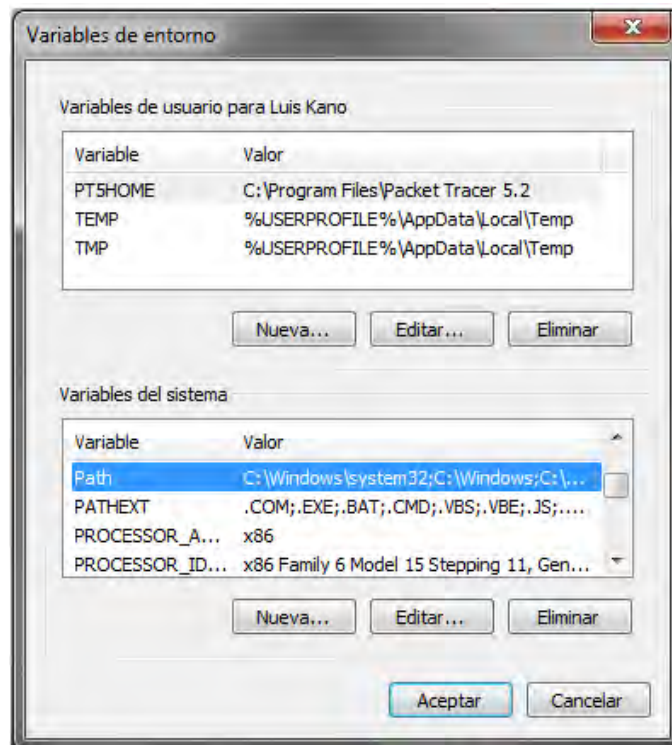 Variables de entorno
Variables de usuario para Luis Kano
Variable Valor
PT5HOME C:\Program Files\Packet Tracer 5.2
TEMP %USERPROFILE%\AppData\Local\Temp
TMP %USERPROFILE%\AppData\Local\Temp
Nueva... Editar... Eliminar
Variables del sistema
Variable Valor
Path C:\Windows\system32;C:\Windows;C:\...
PATHEXT .COM;.EXE;.BAT;.CMD;.VBS;.VBE;.JS;....
PROCESSOR_A... x86
PROCESSOR_ID... x86 Family 6 Model 15 Stepping 11, Gen...
Nueva... Editar... Eliminar
Aceptar Cancelar